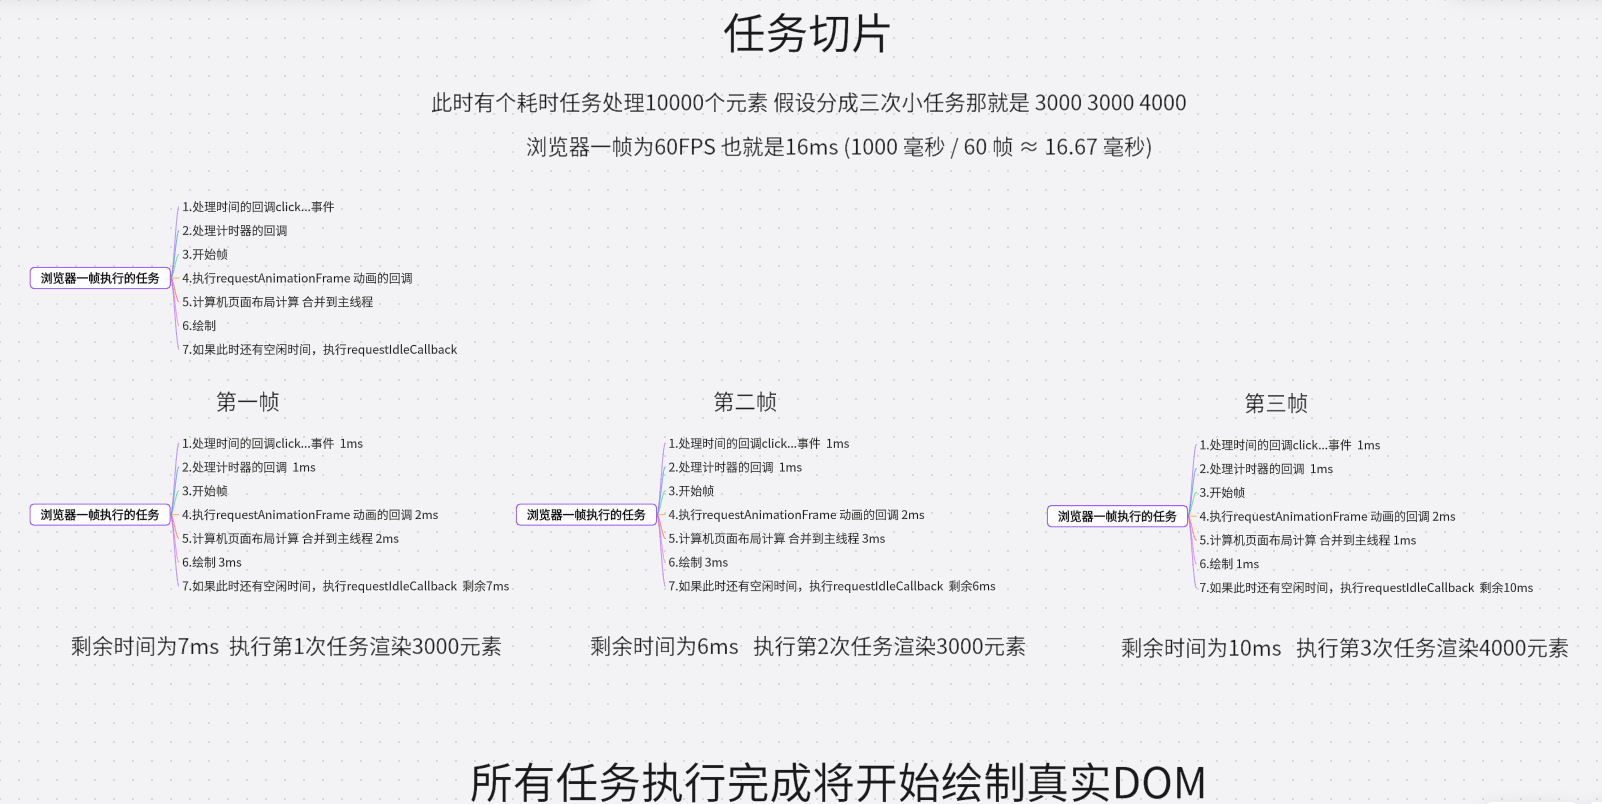 任务切片
此时有个耗时任务处理10000个元素 假设分成三次小任务那就是 3000 3000 4000
浏览器一帧为60FPS 也就是16ms (1000 毫秒 / 60 帧 ≈ 16.67 毫秒)
浏览器一帧执行的任务
1.处理时间的回调click...事件
2.处理计时器的回调
3.开始帧
4.执行requestAnimationFrame 动画的回调
5.计算机页面布局计算 合并到主线程
6.绘制
7.如果此时还有空闲时间，执行requestIdleCallback
第一帧
浏览器一帧执行的任务
1.处理时间的回调click...事件 1ms
2.处理计时器的回调 1ms
3.开始帧
4.执行requestAnimationFrame 动画的回调 2ms
5.计算机页面布局计算 合并到主线程 2ms
6.绘制 3ms
7.如果此时还有空闲时间，执行requestIdleCallback 剩余7ms
剩余时间为7ms 执行第1次任务渲染3000元素
第二帧
浏览器一帧执行的任务
1.处理时间的回调click...事件 1ms
2.处理计时器的回调 1ms
3.开始帧
4.执行requestAnimationFrame 动画的回调 2ms
5.计算机页面布局计算 合并到主线程 3ms
6.绘制 3ms
7.如果此时还有空闲时间，执行requestIdleCallback 剩余6ms
剩余时间为6ms 执行第2次任务渲染3000元素
第三帧
浏览器一帧执行的任务
1.处理时间的回调click...事件 1ms
2.处理计时器的回调 1ms
3.开始帧
4.执行requestAnimationFrame 动画的回调 2ms
5.计算机页面布局计算 合并到主线程 1ms
6.绘制 1ms
7.如果此时还有空闲时间，执行requestIdleCallback 剩余10ms
剩余时间为10ms 执行第3次任务渲染4000元素
所有任务执行完成将开始绘制真实DOM